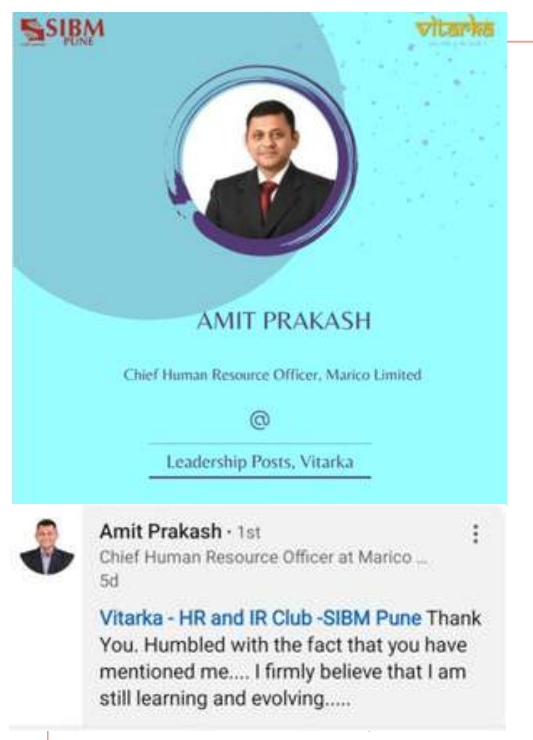 SIBM
PUNE
vitarka
AMIT PRAKASH
Chief Human Resource Officer, Marico Limited
@
Leadership Posts, Vitarka
Amit Prakash · 1st
Chief Human Resource Officer at Marico ...
5d
Vitarka - HR and IR Club -SIBM Pune Thank
You. Humbled with the fact that you have
mentioned me.... I firmly believe that I am
still learning and evolving.....